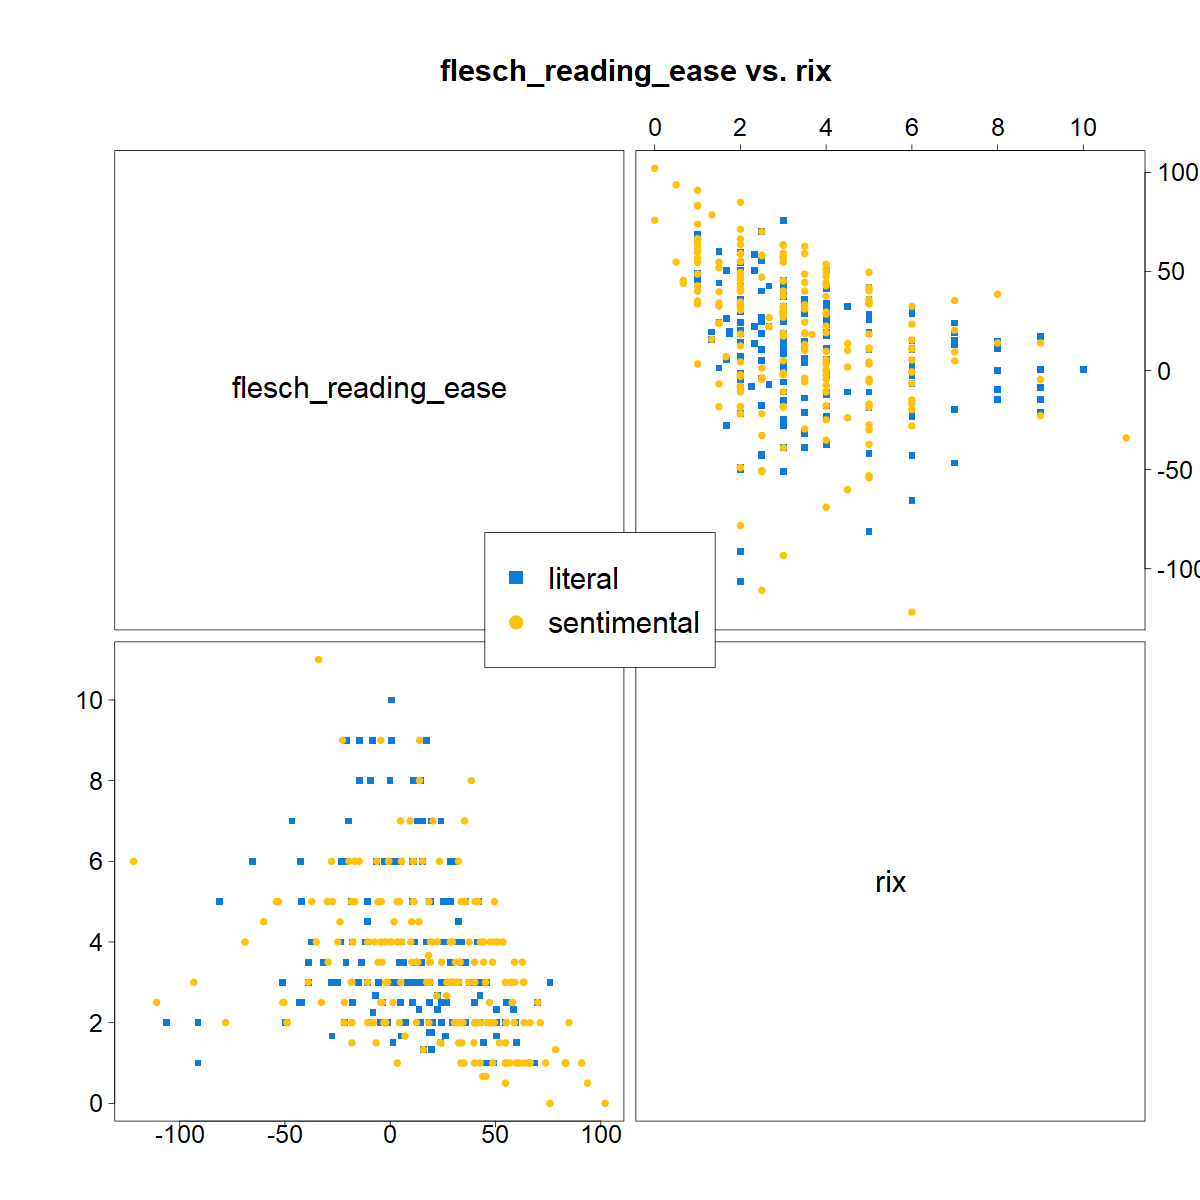 flesch_reading_ease vs. rix
0 2 4 6 8 10
flesch_reading_ease
100
50
0
-50
-100
literal
sentimental
10
8
6
4
2
0
rix
-100 -50 0 50 100